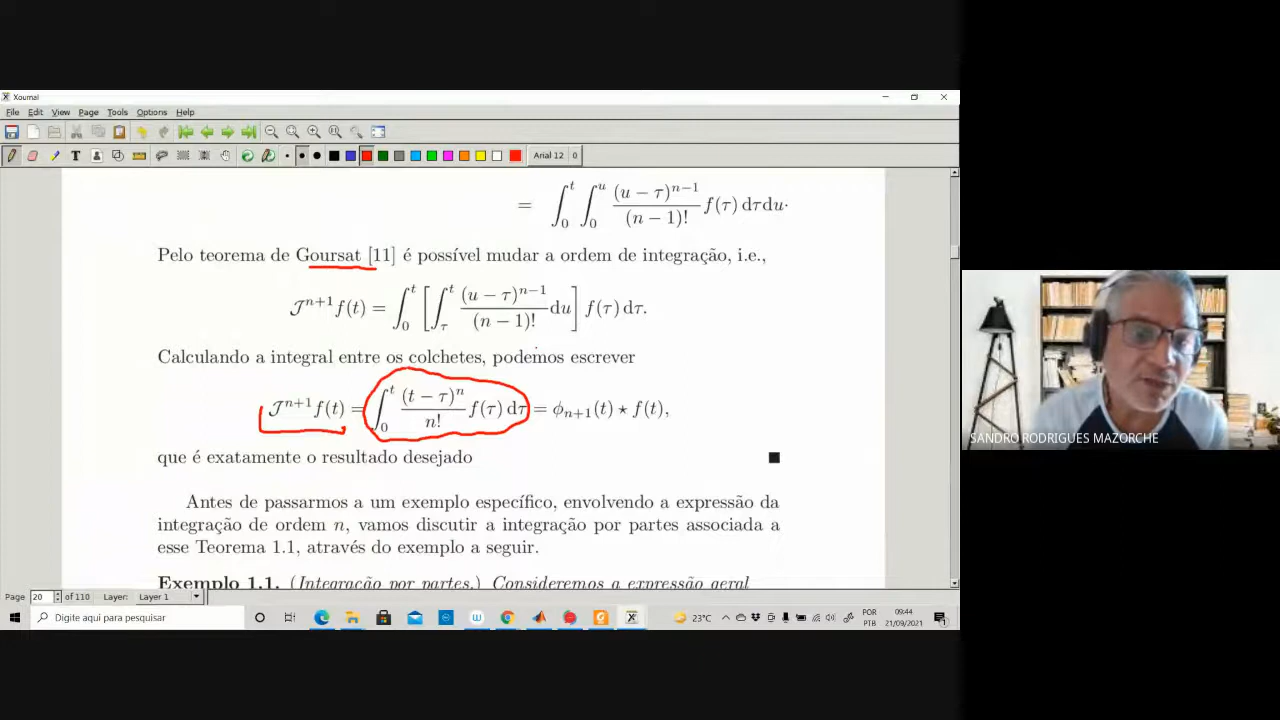 Xournal
File Edit View Page Tools Options Help
T Arial 12 0
= ∫_0^t ∫_0^u (u − τ)^{n−1} / (n − 1)! f(τ) dτdu·
Pelo teorema de Goursat [11] é possível mudar a ordem de integração, i.e.,
𝒥^{n+1} f(t) = ∫_0^t [ ∫_τ^t (u − τ)^{n−1} / (n − 1)! du ] f(τ) dτ.
Calculando a integral entre os colchetes, podemos escrever
𝒥^{n+1} f(t) = ∫_0^t (t − τ)^n / n! f(τ) dτ = ϕ_{n+1}(t) ⋆ f(t),
SANDRO RODRIGUES MAZORCHE
que é exatamente o resultado desejado ■
Antes de passarmos a um exemplo específico, envolvendo a expressão da
integração de ordem n, vamos discutir a integração por partes associada a
esse Teorema 1.1, através do exemplo a seguir.
Exemplo 1.1. (Integração por partes.) Consideremos a expressão geral
Page 20 of 110 Layer: Layer 1
Digite aqui para pesquisar 23°C POR PTB 09:44 21/09/2021